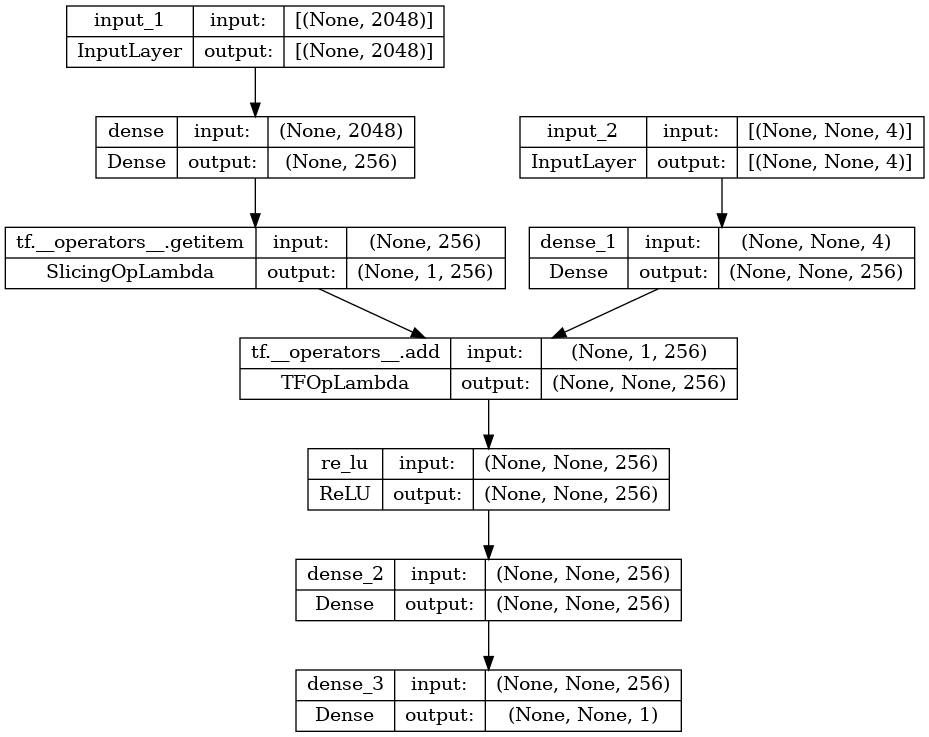 input_1 input: [(None, 2048)]
InputLayer output: [(None, 2048)]
dense input: (None, 2048)
Dense output: (None, 256)
input_2 input: [(None, None, 4)]
InputLayer output: [(None, None, 4)]
tf.__operators__.getitem input: (None, 256)
SlicingOpLambda output: (None, 1, 256)
dense_1 input: (None, None, 4)
Dense output: (None, None, 256)
tf.__operators__.add input: (None, 1, 256)
TFOpLambda output: (None, None, 256)
re_lu input: (None, None, 256)
ReLU output: (None, None, 256)
dense_2 input: (None, None, 256)
Dense output: (None, None, 256)
dense_3 input: (None, None, 256)
Dense output: (None, None, 1)